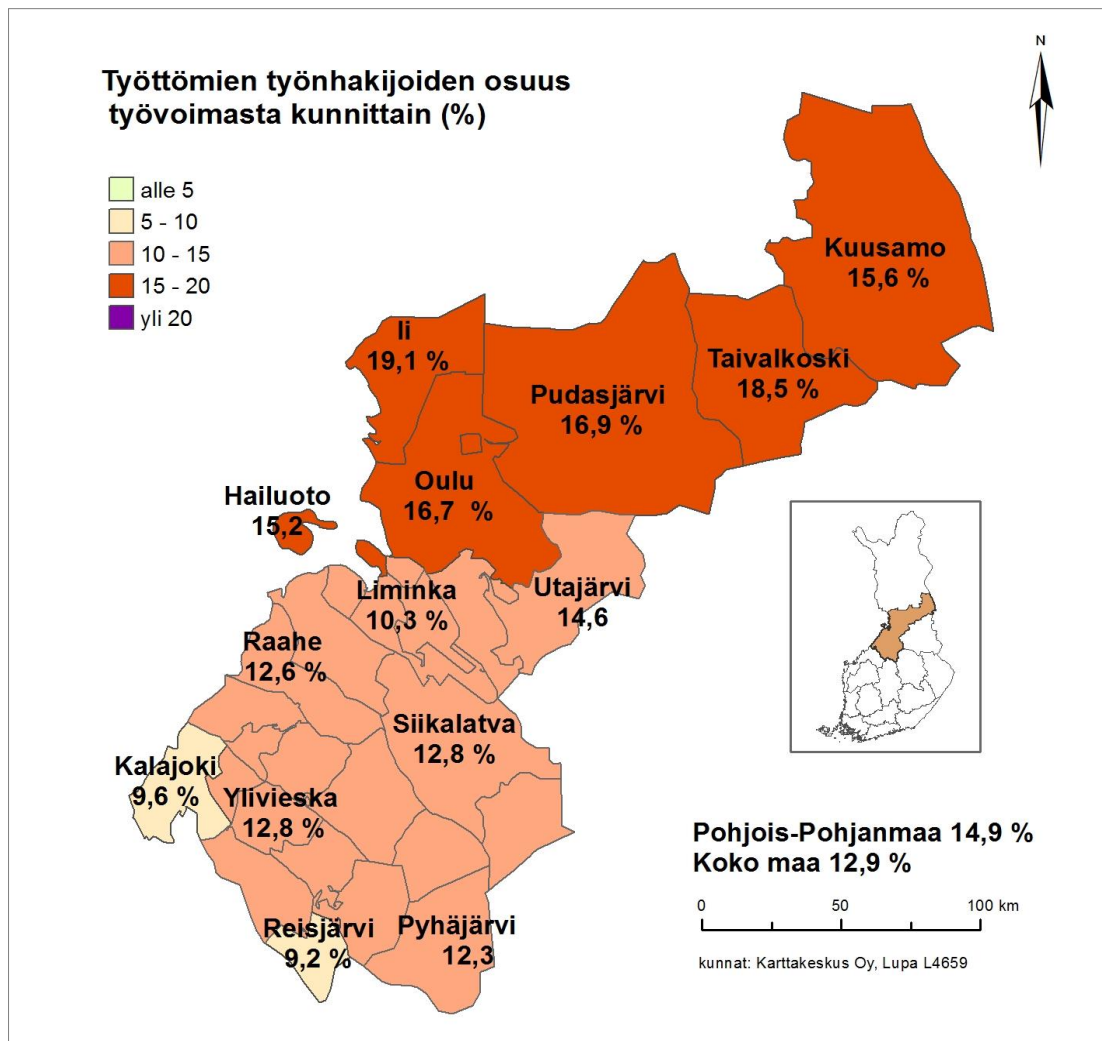 Työttömien työnhakijoiden osuus
työvoimasta kunnittain (%)
N
alle 5
5 - 10
10 - 15
15 - 20
yli 20
Kuusamo
15,6 %
Ii
19,1 %
Taivalkoski
18,5 %
Pudasjärvi
16,9 %
Oulu
16,7 %
Hailuoto
15,2
Utajärvi
14,6
Liminka
10,3 %
Raahe
12,6 %
Siikalatva
12,8 %
Kalajoki
9,6 %
Ylivieska
12,8 %
Reisjärvi
9,2 %
Pyhäjärvi
12,3
Pohjois-Pohjanmaa 14,9 %
Koko maa 12,9 %
0 50 100 km
kunnat: Karttakeskus Oy, Lupa L4659